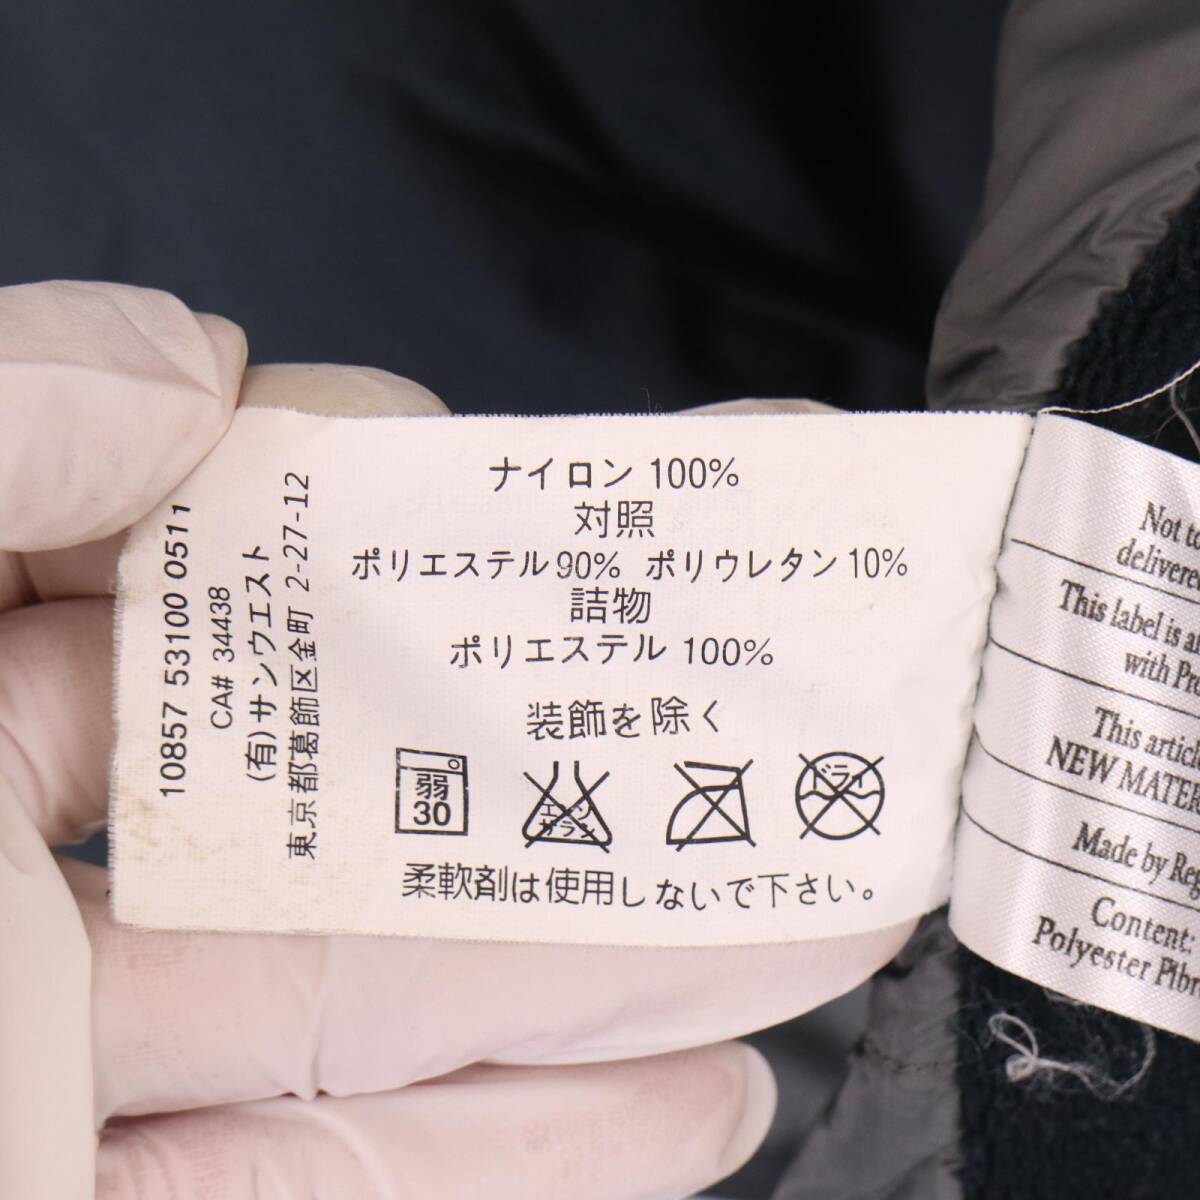 ナイロン 100%
対照
ポリエステル 90% ポリウレタン 10%
詰物
ポリエステル 100%
装飾を除く
弱
30
エンソ
サラシ
ドライ
柔軟剤は使用しないで下さい。
10857 53100 0511
CA# 34438
(有)サンウエスト
東京都葛飾区金町 2-27-12
Not to
delivered
This label is
with
This
NEW
Made by
Content:
Polyester